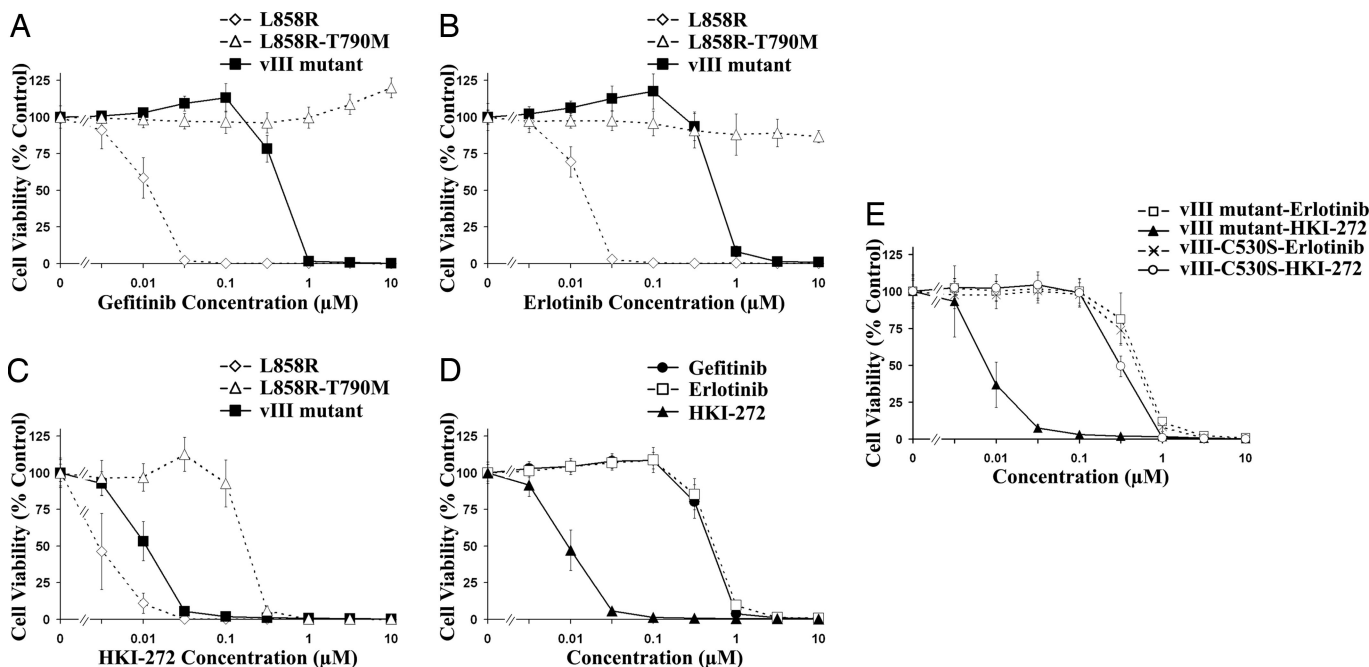 A
L858R
L858R-T790M
vIII mutant
Cell Viability (% Control)
125
100
75
50
25
0
0 0.01 0.1 1 10
Gefitinib Concentration (μM)
B
L858R
L858R-T790M
vIII mutant
Cell Viability (% Control)
125
100
75
50
25
0
0 0.01 0.1 1 10
Erlotinib Concentration (μM)
C
L858R
L858R-T790M
vIII mutant
Cell Viability (% Control)
125
100
75
50
25
0
0 0.01 0.1 1 10
HKI-272 Concentration (μM)
D
Gefitinib
Erlotinib
HKI-272
Cell Viability (% Control)
125
100
75
50
25
0
0 0.01 0.1 1 10
Concentration (μM)
E
vIII mutant-Erlotinib
vIII mutant-HKI-272
vIII-C530S-Erlotinib
vIII-C530S-HKI-272
Cell Viability (% Control)
125
100
75
50
25
0
0 0.01 0.1 1 10
Concentration (μM)